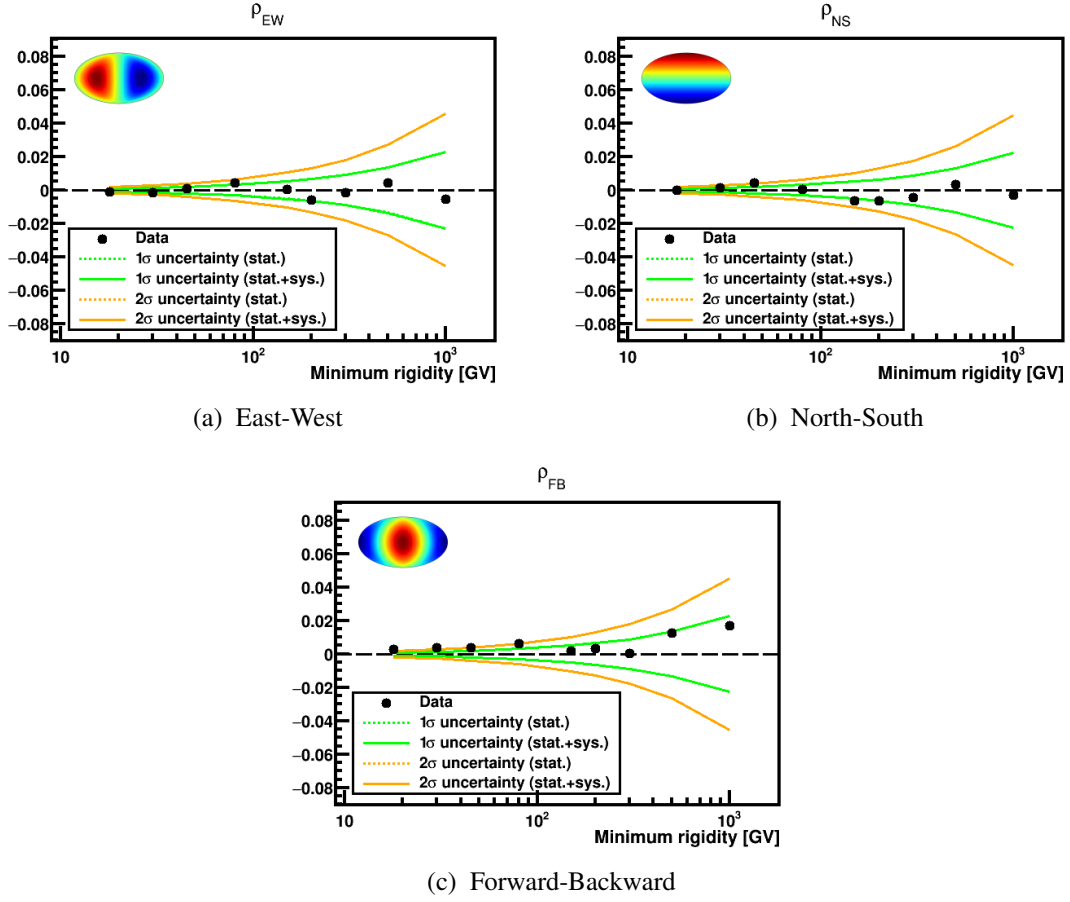 ρEW
0.08
0.06
0.04
0.02
0
−0.02
−0.04
−0.06
−0.08
Data
1σ uncertainty (stat.)
1σ uncertainty (stat.+sys.)
2σ uncertainty (stat.)
2σ uncertainty (stat.+sys.)
10 10² 10³
Minimum rigidity [GV]
(a) East-West
ρNS
0.08
0.06
0.04
0.02
0
−0.02
−0.04
−0.06
−0.08
Data
1σ uncertainty (stat.)
1σ uncertainty (stat.+sys.)
2σ uncertainty (stat.)
2σ uncertainty (stat.+sys.)
10 10² 10³
Minimum rigidity [GV]
(b) North-South
ρFB
0.08
0.06
0.04
0.02
0
−0.02
−0.04
−0.06
−0.08
Data
1σ uncertainty (stat.)
1σ uncertainty (stat.+sys.)
2σ uncertainty (stat.)
2σ uncertainty (stat.+sys.)
10 10² 10³
Minimum rigidity [GV]
(c) Forward-Backward